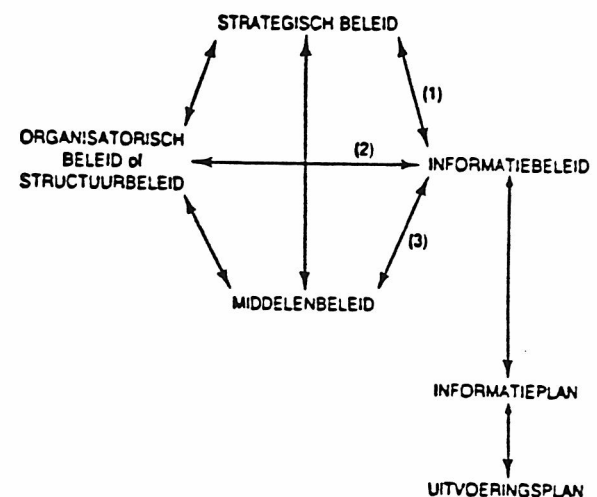 STRATEGISCH BELEID
(1)
ORGANISATORISCH
BELEID of
STRUCTUURBELEID
(2)
INFORMATIEBELEID
(3)
MIDDELENBELEID
INFORMATIEPLAN
UITVOERINGSPLAN